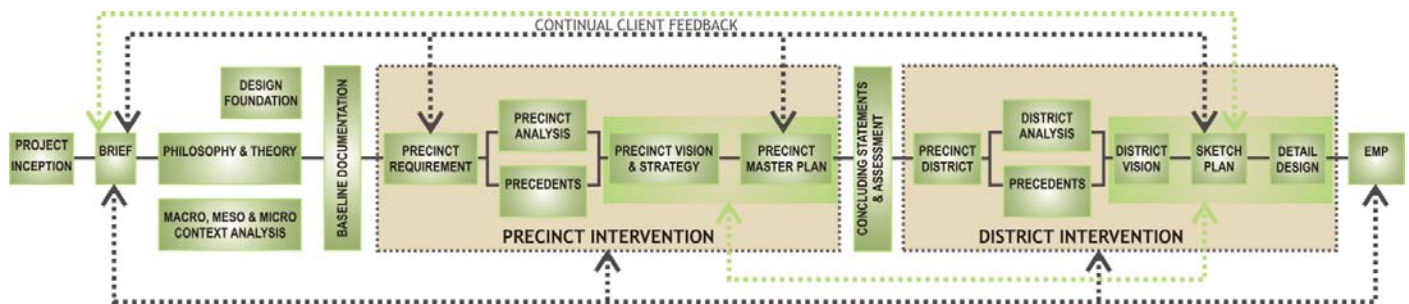 CONTINUAL CLIENT FEEDBACK
PROJECT
INCEPTION
BRIEF
DESIGN
FOUNDATION
PHILOSOPHY & THEORY
MACRO, MESO & MICRO
CONTEXT ANALYSIS
BASELINE DOCUMENTATION
PRECINCT
REQUIREMENT
PRECINCT
ANALYSIS
PRECEDENTS
PRECINCT VISION
& STRATEGY
PRECINCT
MASTER PLAN
PRECINCT INTERVENTION
CONCLUDING STATEMENTS
& ASSESSMENT
PRECINCT
DISTRICT
DISTRICT
ANALYSIS
PRECEDENTS
DISTRICT
VISION
SKETCH
PLAN
DETAIL
DESIGN
DISTRICT INTERVENTION
EMP